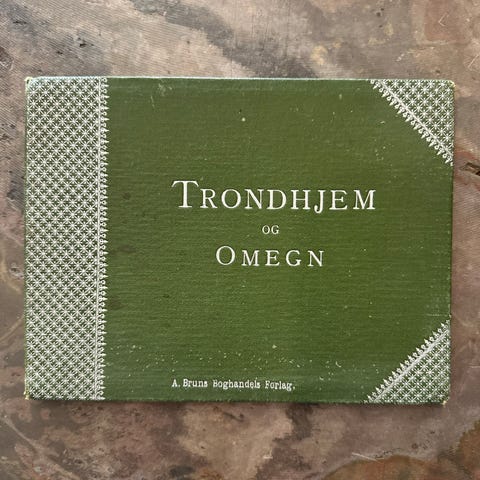 TRONDHJEM
OG
OMEGN
A. Bruns Boghandels Forlag.